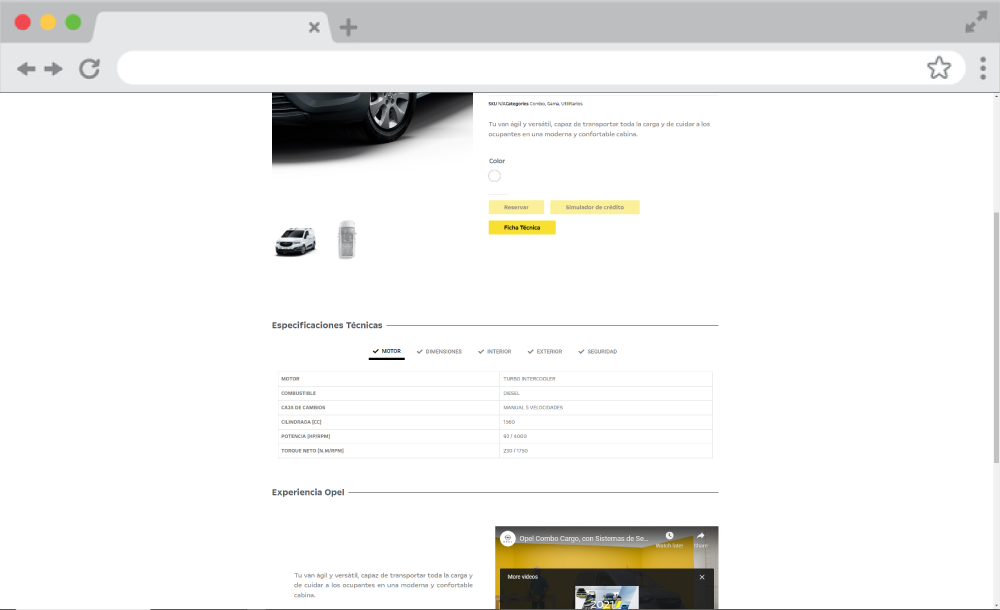 SKU N/A Categories Combo, Gama, Utilitarios
Tu van ágil y versátil, capaz de transportar toda la carga y de cuidar a los
ocupantes en una moderna y confortable cabina.
Color
Reservar
Simulador de crédito
Ficha Técnica
Especificaciones Técnicas
MOTOR
DIMENSIONES
INTERIOR
EXTERIOR
SEGURIDAD
MOTOR TURBO INTERCOOLER
COMBUSTIBLE DIESEL
CAJA DE CAMBIOS MANUAL 5 VELOCIDADES
CILINDRADA [CC] 1560
POTENCIA [HP/RPM] 92 / 4000
TORQUE NETO [N.M/RPM] 230 / 1750
Experiencia Opel
Tu van ágil y versátil, capaz de transportar toda la carga y
de cuidar a los ocupantes en una moderna y confortable
cabina.
Opel Combo Cargo, con Sistemas de Se...
Watch later
Share
More videos
2021